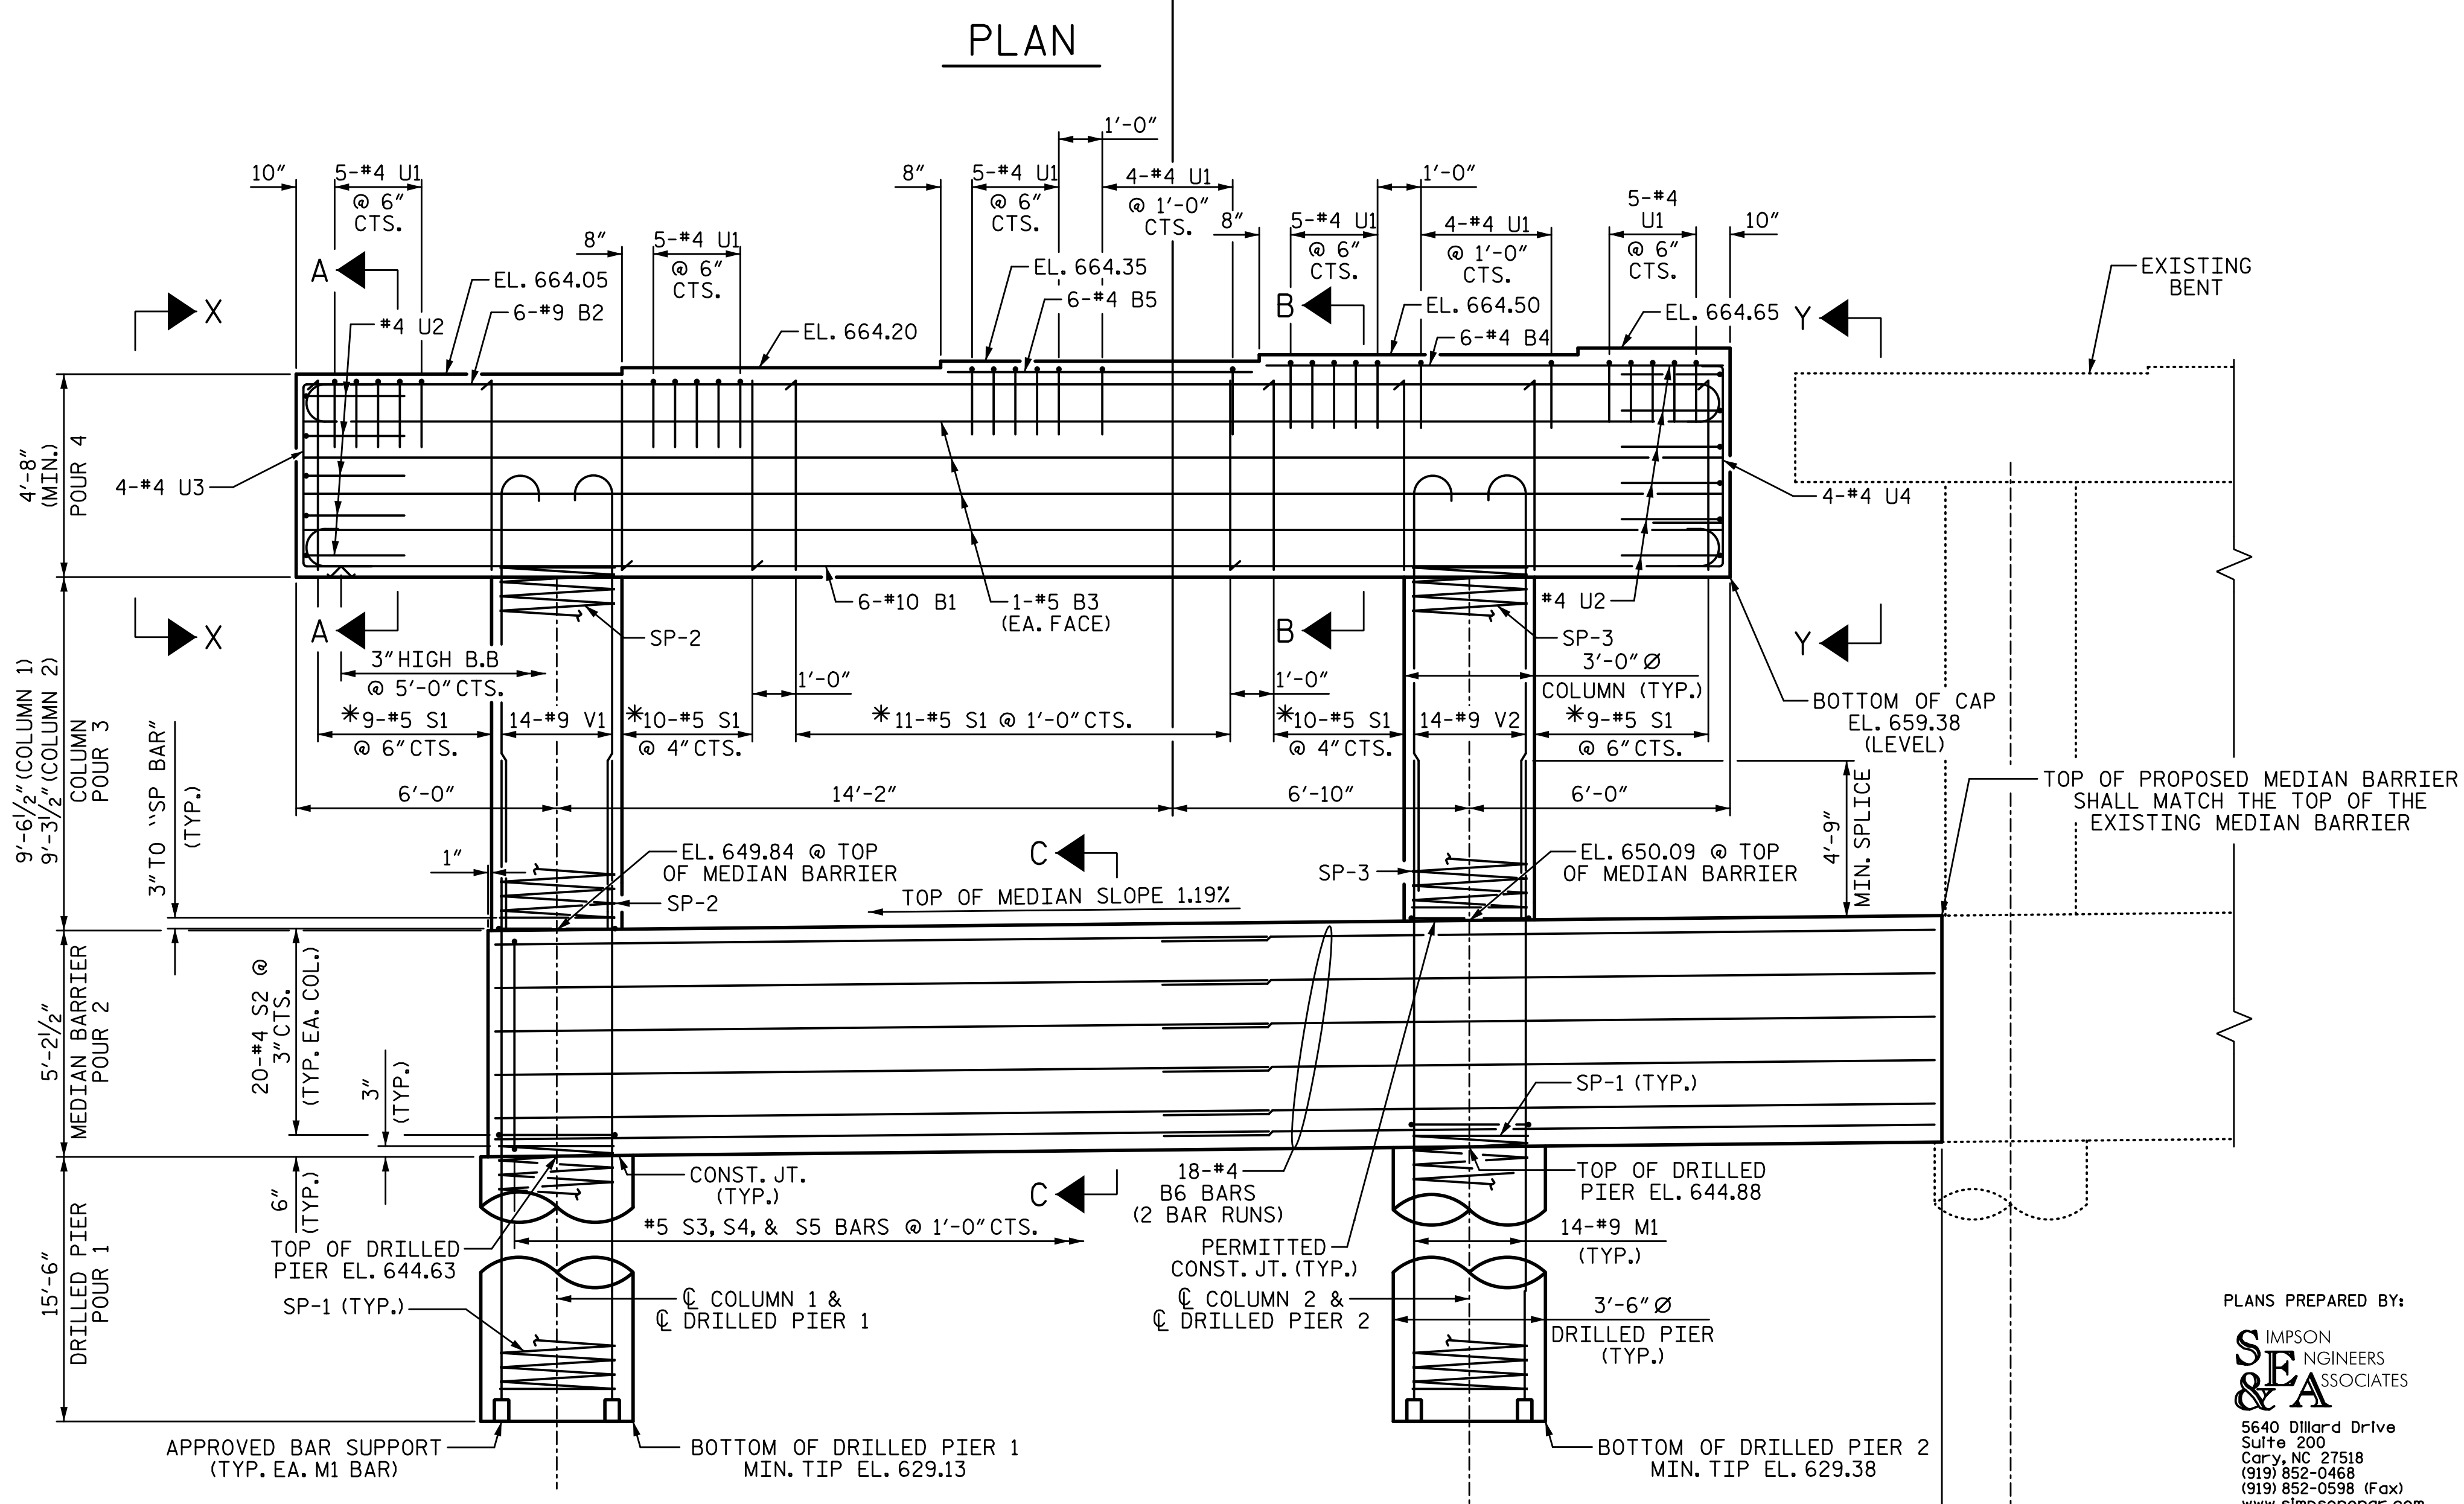 PLAN
1'-0"
10"
5-#4 U1
@ 6"
CTS.
8"
5-#4 U1
@ 6"
CTS.
8"
5-#4 U1
@ 6"
CTS.
4-#4 U1
@ 1'-0"
CTS.
8"
5-#4 U1
@ 6"
CTS.
1'-0"
4-#4 U1
@ 1'-0"
CTS.
5-#4
U1
@ 6"
CTS.
10"
A
B
X
Y
EL. 664.05
6-#9 B2
#4 U2
EL. 664.20
EL. 664.35
6-#4 B5
EL. 664.50
6-#4 B4
EL. 664.65
EXISTING
BENT
4'-8"
(MIN.)
POUR 4
4-#4 U3
4-#4 U4
X
A
SP-2
6-#10 B1
1-#5 B3
(EA. FACE)
B
#4 U2
SP-3
Y
3" HIGH B.B
@ 5'-0" CTS.
1'-0"
1'-0"
3'-0" Ø
COLUMN (TYP.)
BOTTOM OF CAP
EL. 659.38
(LEVEL)
*9-#5 S1
@ 6" CTS.
14-#9 V1
*10-#5 S1
@ 4" CTS.
*11-#5 S1 @ 1'-0" CTS.
*10-#5 S1
@ 4" CTS.
14-#9 V2
*9-#5 S1
@ 6" CTS.
9'-6 1/2" (COLUMN 1)
9'-3 1/2" (COLUMN 2)
COLUMN
POUR 3
3" TO "SP BAR"
(TYP.)
6'-0"
14'-2"
6'-10"
6'-0"
4'-9"
MIN. SPLICE
TOP OF PROPOSED MEDIAN BARRIER
SHALL MATCH THE TOP OF THE
EXISTING MEDIAN BARRIER
1"
EL. 649.84 @ TOP
OF MEDIAN BARRIER
SP-2
C
TOP OF MEDIAN SLOPE 1.19%
SP-3
EL. 650.09 @ TOP
OF MEDIAN BARRIER
5'-2 1/2"
MEDIAN BARRIER
POUR 2
20-#4 S2 @
3" CTS.
(TYP. EA. COL.)
3"
(TYP.)
SP-1 (TYP.)
6"
(TYP.)
CONST. JT.
(TYP.)
C
18-#4
B6 BARS
(2 BAR RUNS)
TOP OF DRILLED
PIER EL. 644.88
#5 S3, S4, & S5 BARS @ 1'-0" CTS.
14-#9 M1
(TYP.)
TOP OF DRILLED
PIER EL. 644.63
PERMITTED
CONST. JT. (TYP.)
15'-6"
DRILLED PIER
POUR 1
SP-1 (TYP.)
℄ COLUMN 1 &
℄ DRILLED PIER 1
℄ COLUMN 2 &
℄ DRILLED PIER 2
3'-6" Ø
DRILLED PIER
(TYP.)
APPROVED BAR SUPPORT
(TYP. EA. M1 BAR)
BOTTOM OF DRILLED PIER 1
MIN. TIP EL. 629.13
BOTTOM OF DRILLED PIER 2
MIN. TIP EL. 629.38
PLANS PREPARED BY:
SIMPSON
ENGINEERS
& ASSOCIATES
5640 Dillard Drive
Suite 200
Cary, NC 27518
(919) 852-0468
(919) 852-0598 (Fax)